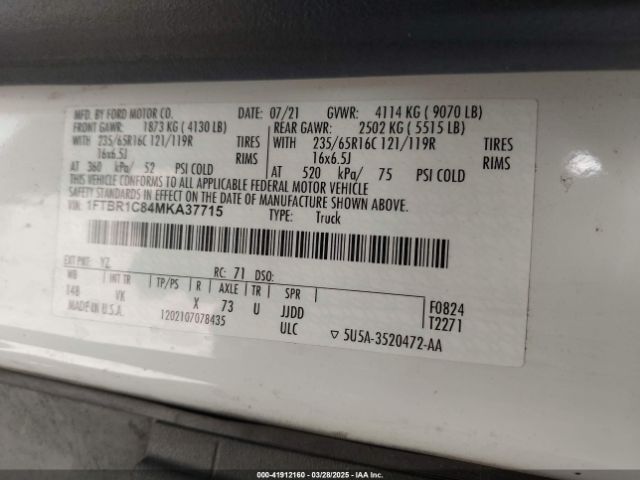 MFD. BY FORD MOTOR CO. 07/21 GVWR: 4114 KG ( 9070 LB)
FRONT GAWR: 1873 KG ( 4130 LB) REAR GAWR: 2502 KG ( 5515 LB)
WITH 235/65R16C 121/119R TIRES WITH 235/65R16C 121/119R TIRES
16x6.5J RIMS 16x6.5J RIMS
AT 360 kPa/ 52 PSI COLD AT 520 kPa/ 75 PSI COLD
THIS VEHICLE CONFORMS TO ALL APPLICABLE FEDERAL MOTOR VEHICLE
SAFETY STANDARDS IN EFFECT ON THE DATE OF MANUFACTURE SHOWN ABOVE.
VIN: 1FTBR1C84MKA37715
TYPE: Truck
EXT PNT: YZ RC: 71 DSO:
WB INT TR TP/PS R AXLE TR SPR
148 VK X 73 U JJDD F0824
MADE IN U.S.A. 1202107078435 ULC T2271
▽ 5U5A-3520472-AA
000-41912160 - 03/28/2025 - IAAI.COM